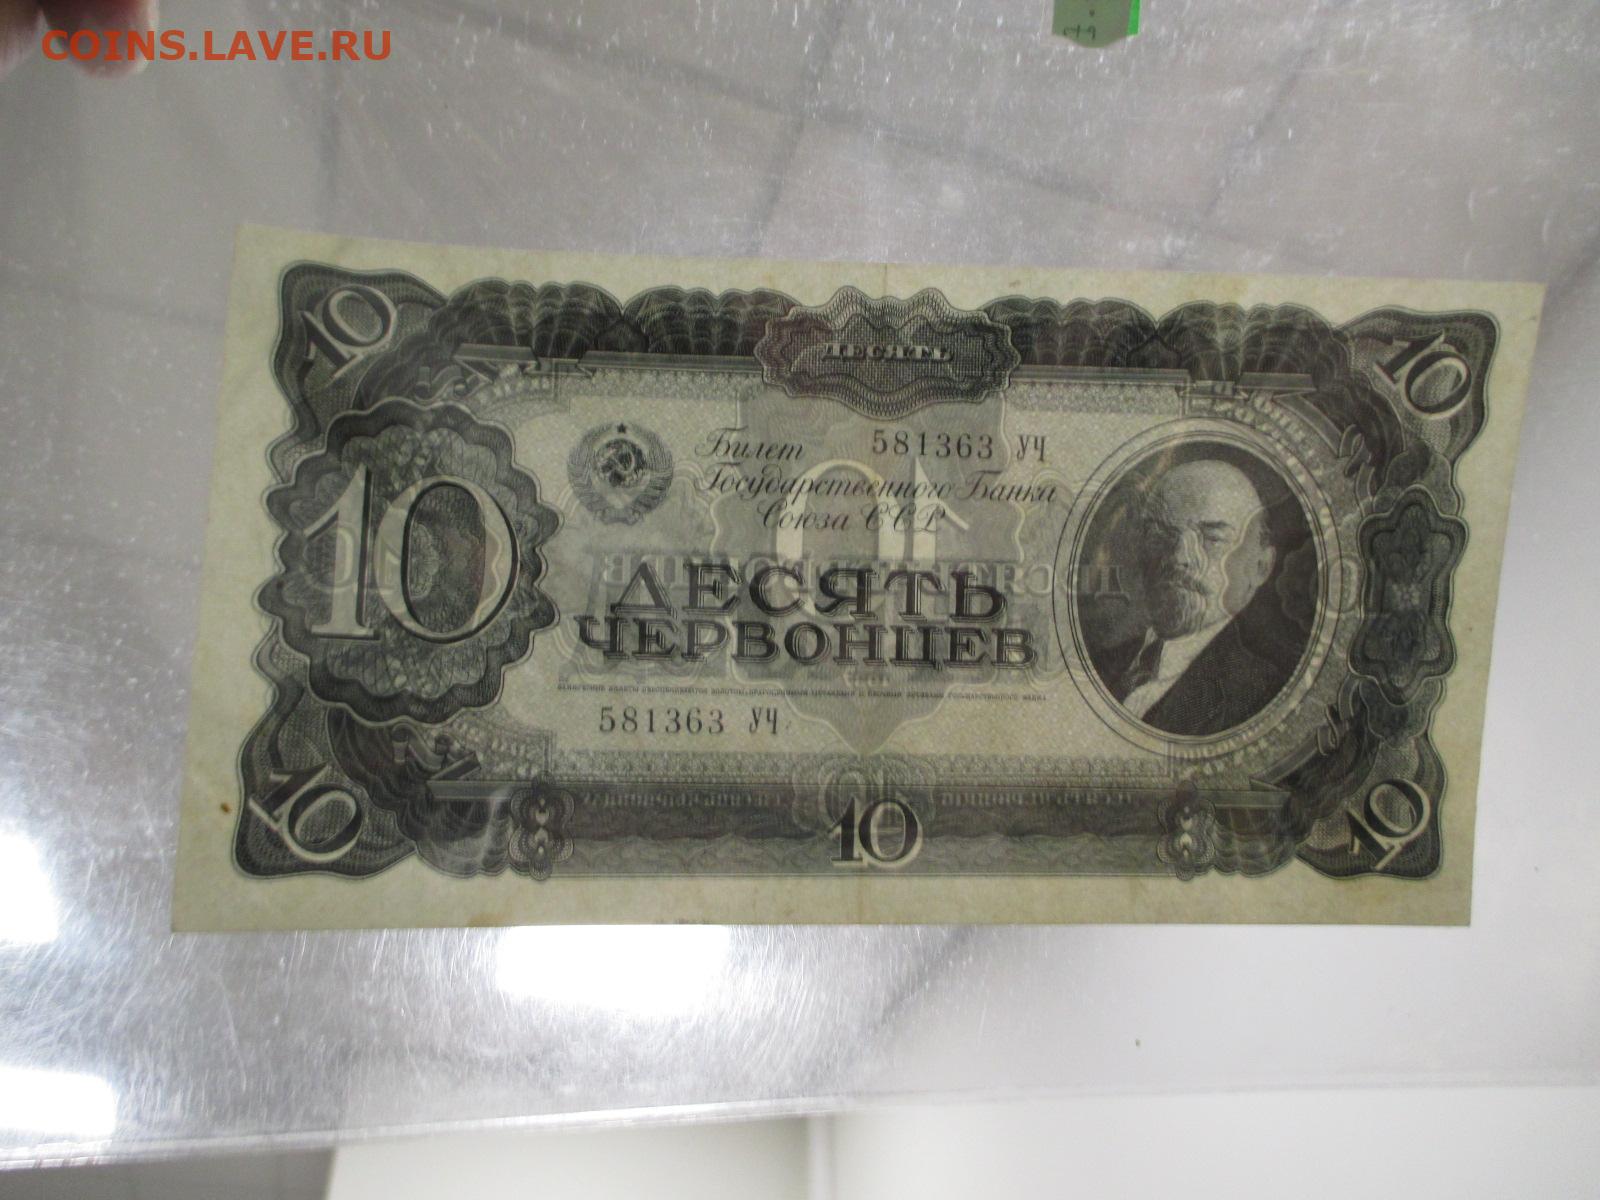 COINS.LAVE.RU
10
10
ДЕСЯТЬ
Билет 581363 УЧ
Государственного Банка
Союза ССР
10
ДЕСЯТЬ
ЧЕРВОНЦЕВ
581363 УЧ
10
10
10